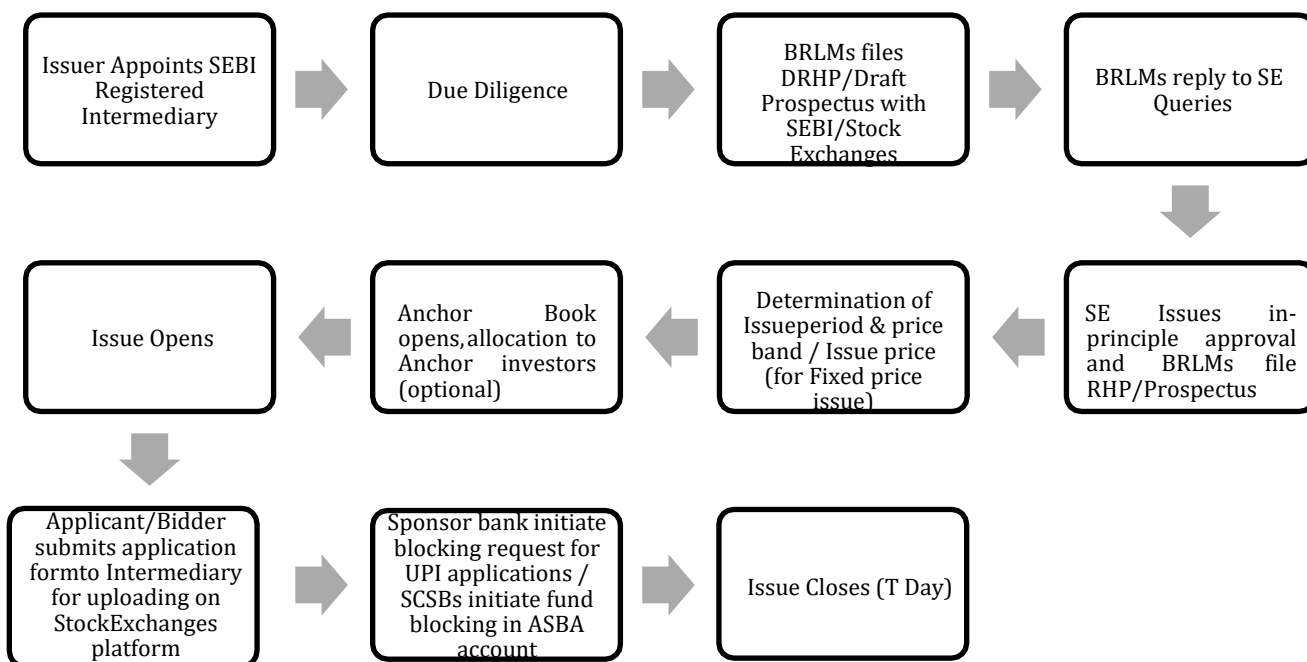 Issuer Appoints SEBI
Registered
Intermediary
Due Diligence
BRLMs files
DRHP/Draft
Prospectus with
SEBI/Stock
Exchanges
BRLMs reply to SE
Queries
SE Issues in-
principle approval
and BRLMs file
RHP/Prospectus
Determination of
Issueperiod & price
band / Issue price
(for Fixed price
issue)
Anchor Book
opens,allocation to
Anchor investors
(optional)
Issue Opens
Applicant/Bidder
submits application
formto Intermediary
for uploading on
StockExchanges
platform
Sponsor bank initiate
blocking request for
UPI applications /
SCSBs initiate fund
blocking in ASBA
account
Issue Closes (T Day)